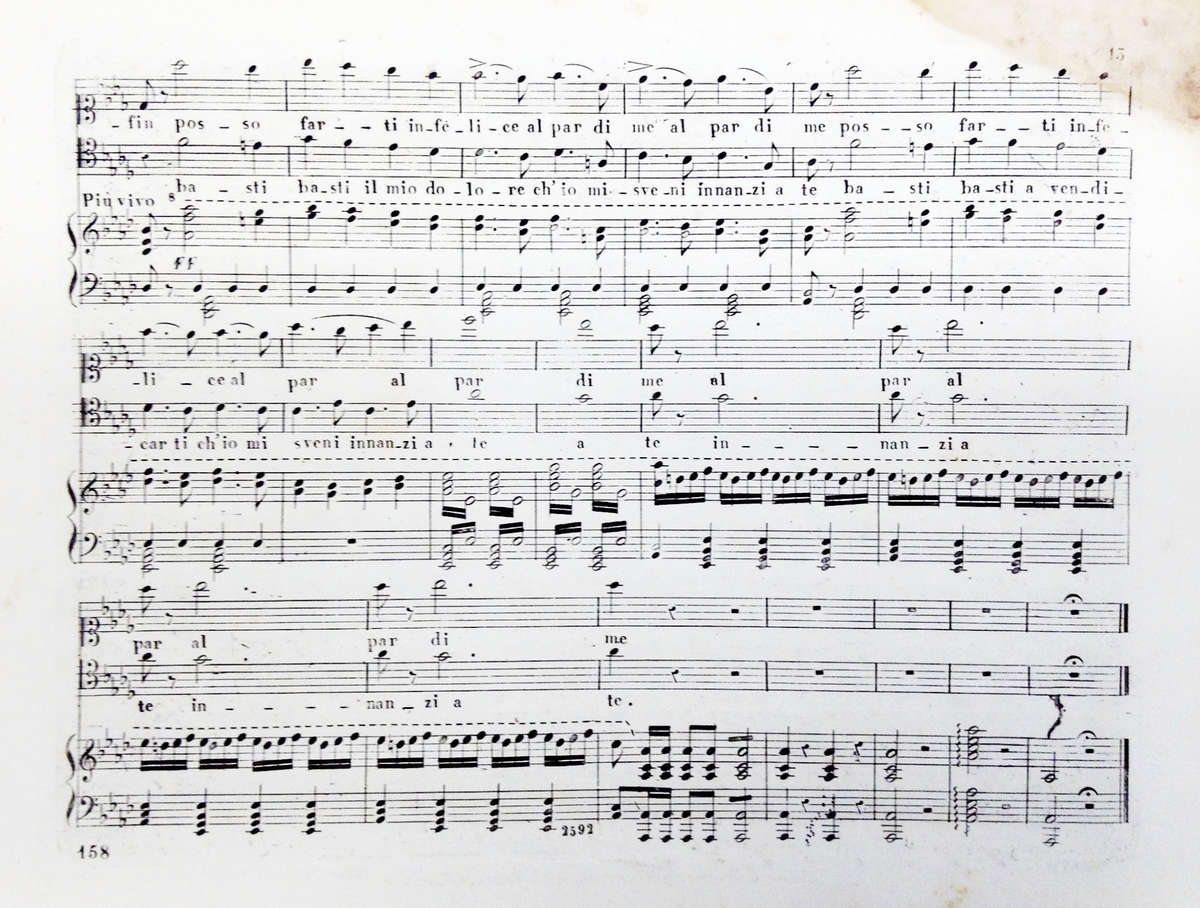 15
-fin pos--so far--ti in-fe-li-ce al par di me al par di me pos--so far--ti in-fe-
ba-sti ba-sti il mio do-lo-re ch'io mi-sveni innan-zi a te ba-sti ba-sti a ven-di-
Più vivo 8
ff
-li-ce al par al par di me al par al
-car ti ch'io mi sveni innan-zi a te a te in----nan-zi a
par al par di me
te in----nan-zi a te.
2592
158